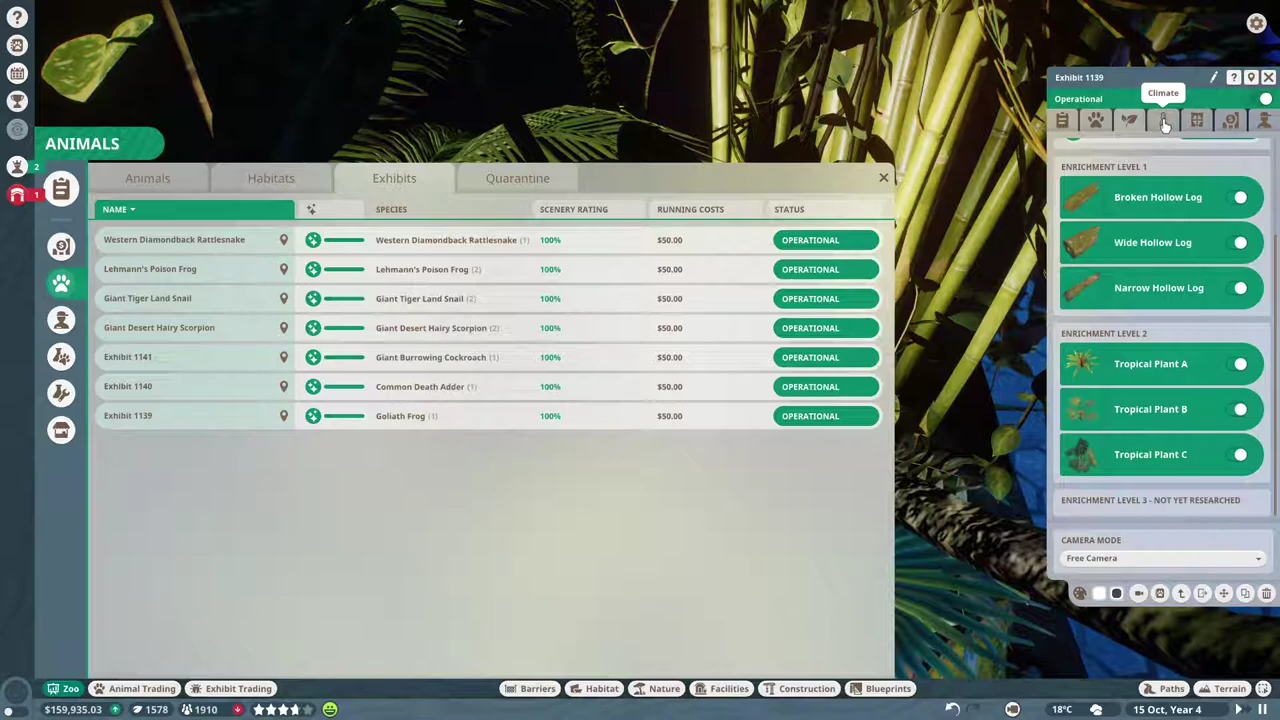 Exhibit 1139
?
Climate
Operational
ANIMALS
2
1
Animals
Habitats
Exhibits
Quarantine
NAME
SPECIES
SCENERY RATING
RUNNING COSTS
STATUS
Western Diamondback Rattlesnake
Western Diamondback Rattlesnake (1)
100%
$50.00
OPERATIONAL
Lehmann's Poison Frog
Lehmann's Poison Frog (2)
100%
$50.00
OPERATIONAL
Giant Tiger Land Snail
Giant Tiger Land Snail (2)
100%
$50.00
OPERATIONAL
Giant Desert Hairy Scorpion
Giant Desert Hairy Scorpion (2)
100%
$50.00
OPERATIONAL
Exhibit 1141
Giant Burrowing Cockroach (1)
100%
$50.00
OPERATIONAL
Exhibit 1140
Common Death Adder (1)
100%
$50.00
OPERATIONAL
Exhibit 1139
Goliath Frog (1)
100%
$50.00
OPERATIONAL
ENRICHMENT LEVEL 1
Broken Hollow Log
Wide Hollow Log
Narrow Hollow Log
ENRICHMENT LEVEL 2
Tropical Plant A
Tropical Plant B
Tropical Plant C
ENRICHMENT LEVEL 3 - NOT YET RESEARCHED
CAMERA MODE
Free Camera
Zoo
Animal Trading
Exhibit Trading
Barriers
Habitat
Nature
Facilities
Construction
Blueprints
Paths
Terrain
$159,935.03
1578
1910
18°C
15 Oct, Year 4